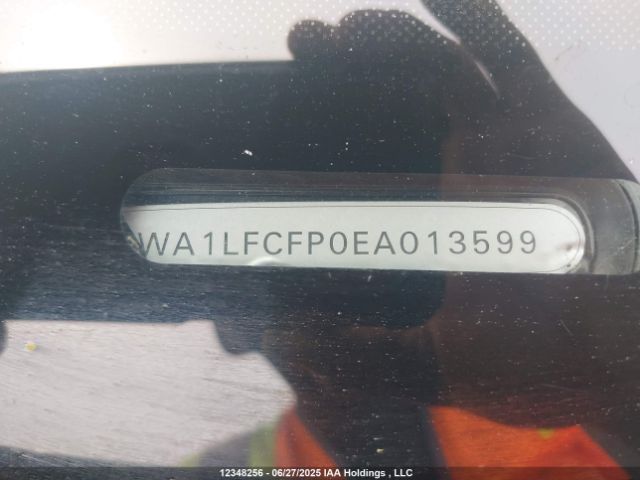 WA1LFCFP0EA013599
12348256 - 06/27/2025 IAA Holdings , LLC